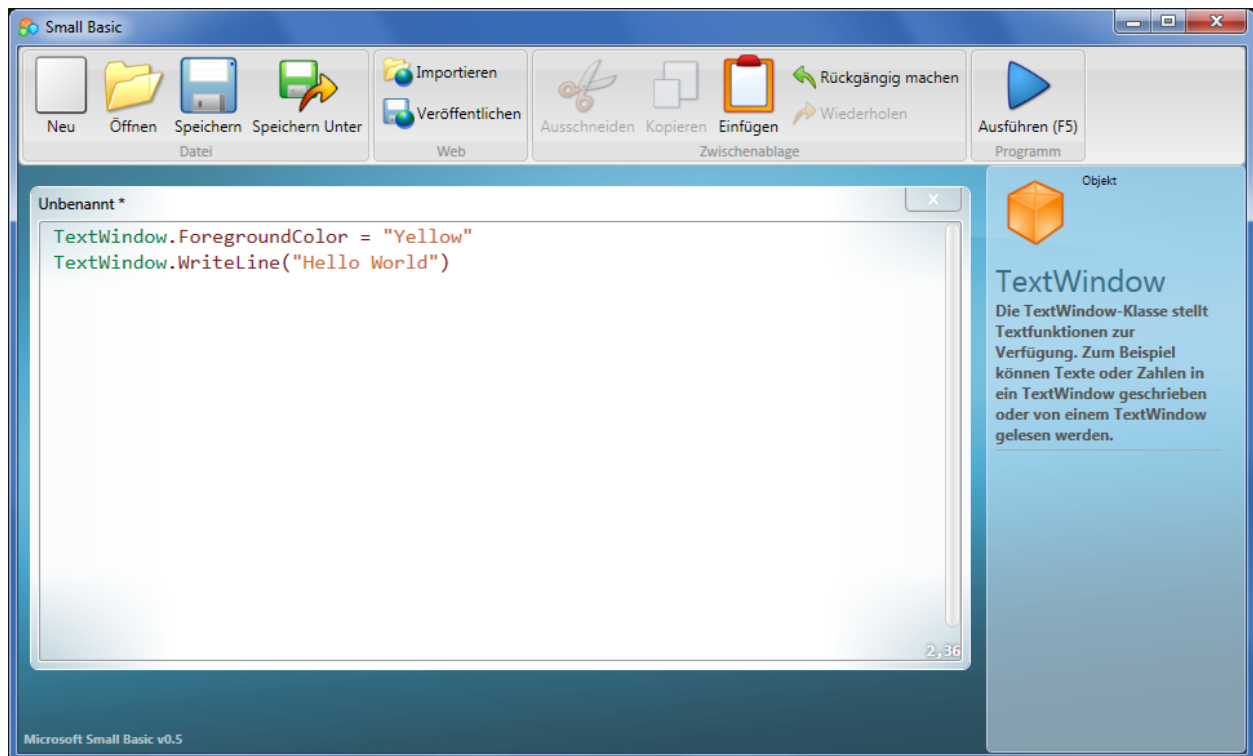 Small Basic
Neu
Öffnen
Speichern
Speichern Unter
Datei
Importieren
Veröffentlichen
Web
Ausschneiden
Kopieren
Einfügen
Rückgängig machen
Wiederholen
Zwischenablage
Ausführen (F5)
Programm
Unbenannt *
TextWindow.ForegroundColor = "Yellow"
TextWindow.WriteLine("Hello World")
2,36
Objekt
TextWindow
Die TextWindow-Klasse stellt
Textfunktionen zur
Verfügung. Zum Beispiel
können Texte oder Zahlen in
ein TextWindow geschrieben
oder von einem TextWindow
gelesen werden.
Microsoft Small Basic v0.5